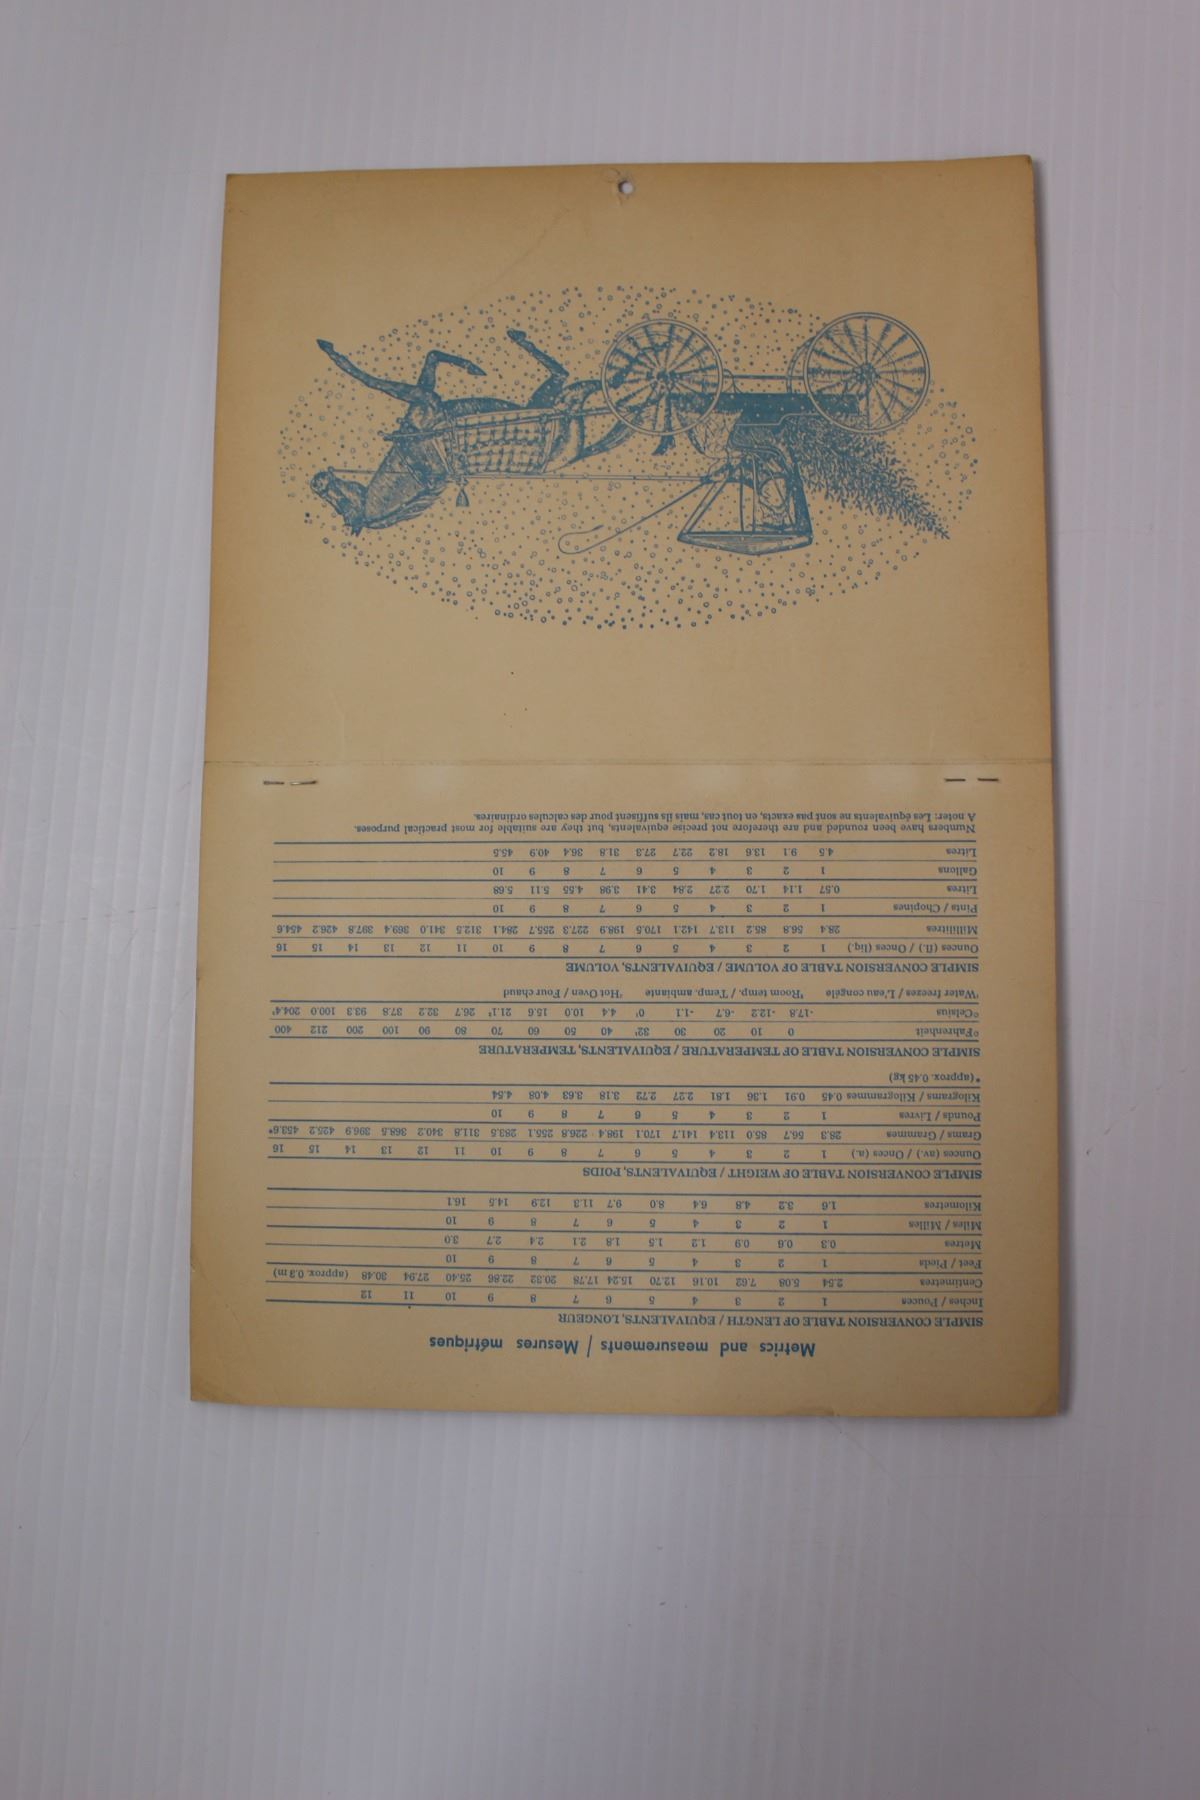 Metrics and measurements / Mesures métriques
SIMPLE CONVERSION TABLE OF LENGTH / EQUIVALENTS, LONGEUR
Inches / Pouces 1 2 3 4 5 6 7 8 9 10 11 12
Centimetres 2.54 5.08 7.62 10.16 12.70 15.24 17.78 20.32 22.86 25.40 27.94 30.48 (approx. 0.3 m)
Feet / Pieds 1 2 3 4 5 6 7 8 9 10
Metres 0.3 0.6 0.9 1.2 1.5 1.8 2.1 2.4 2.7 3.0
Miles / Milles 1 2 3 4 5 6 7 8 9 10
Kilometres 1.6 3.2 4.8 6.4 8.0 9.7 11.3 12.9 14.5 16.1
SIMPLE CONVERSION TABLE OF WEIGHT / EQUIVALENTS, POIDS
Ounces (av.) / Onces (a.) 1 2 3 4 5 6 7 8 9 10 11 12 13 14 15 16
Grams / Grammes 28.3 56.7 85.0 113.4 141.7 170.1 198.4 226.8 255.1 283.5 311.8 340.2 368.5 396.9 425.2 453.6*
Pounds / Livres 1 2 3 4 5 6 7 8 9 10
Kilograms / Kilogrammes 0.45 0.91 1.36 1.81 2.27 2.72 3.18 3.63 4.08 4.54
*(approx. 0.45 kg)
SIMPLE CONVERSION TABLE OF TEMPERATURE / EQUIVALENTS, TEMPERATURE
°Fahrenheit 0 10 20 30 32¹ 40 50 60 70 80 90 100 200 212 400
°Celsius -17.8 -12.2 -6.7 -1.1 0¹ 4.4 10.0 15.6 21.1² 26.7 32.2 37.8 93.3 100.0 204.4³
¹Water freezes / L'eau congèle ²Room temp. / Temp. ambiante ³Hot Oven / Four chaud
SIMPLE CONVERSION TABLE OF VOLUME / EQUIVALENTS, VOLUME
Ounces (fl.) / Onces (liq.) 1 2 3 4 5 6 7 8 9 10 11 12 13 14 15 16
Millilitres 28.4 56.8 85.2 113.7 142.1 170.5 198.9 227.3 255.7 284.1 312.5 341.0 369.4 397.8 426.2 454.6
Pints / Chopines 1 2 3 4 5 6 7 8 9 10
Litres 0.57 1.14 1.70 2.27 2.84 3.41 3.98 4.55 5.11 5.68
Gallons 1 2 3 4 5 6 7 8 9 10
Litres 4.5 9.1 13.6 18.2 22.7 27.3 31.8 36.4 40.9 45.5
Numbers have been rounded and are therefore not precise equivalents, but they are suitable for most practical purposes.
A noter: Les équivalents ne sont pas exacts, en tout cas, mais ils suffisent pour des calcules ordinaires.